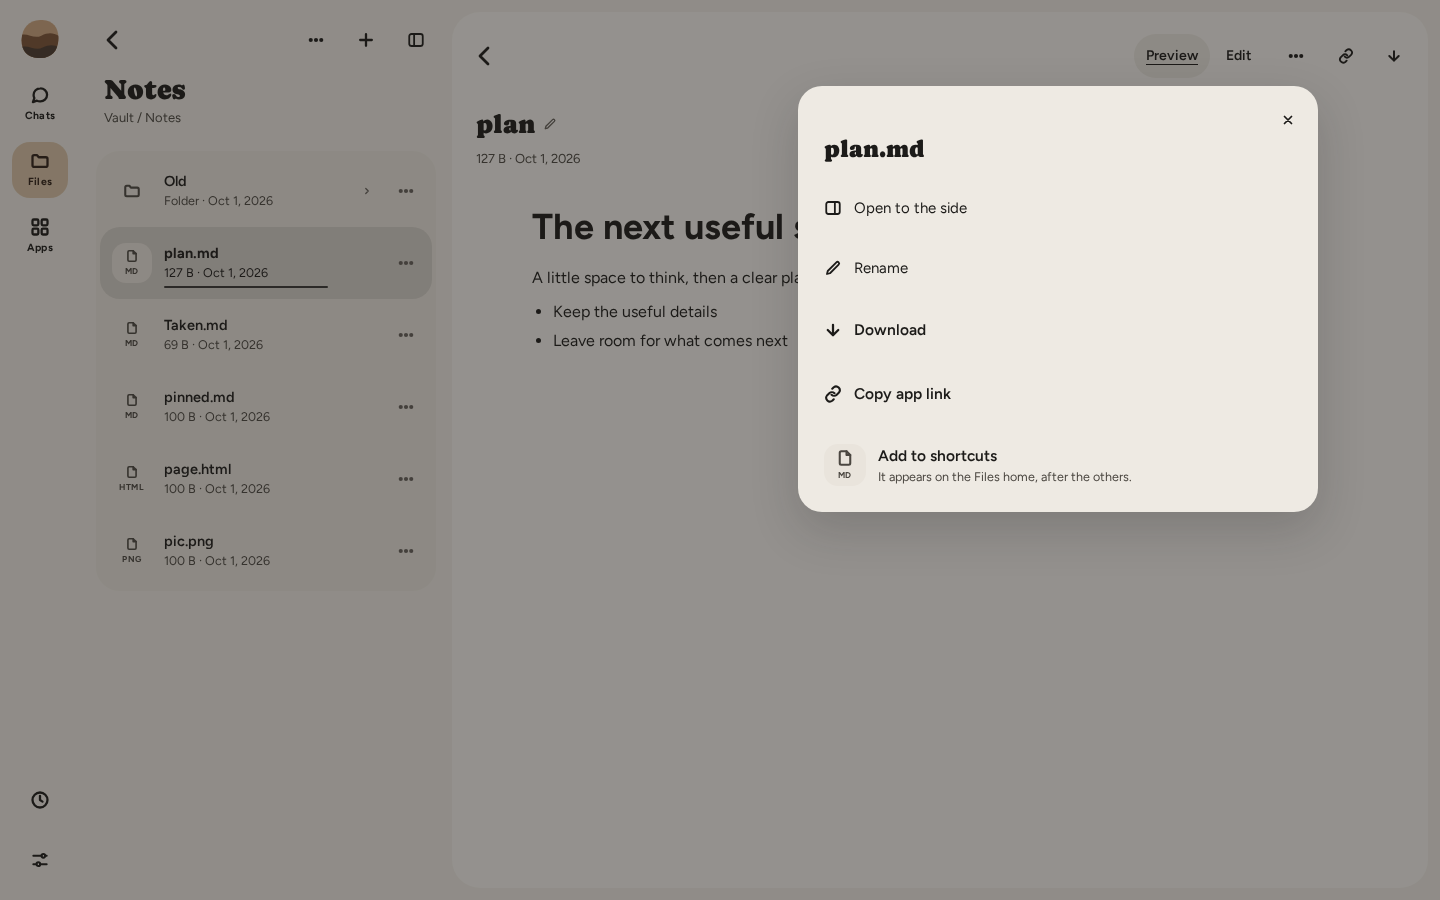 Chats
Files
Apps
Notes
Vault / Notes
Old
Folder · Oct 1, 2026
MD
plan.md
127 B · Oct 1, 2026
MD
Taken.md
69 B · Oct 1, 2026
MD
pinned.md
100 B · Oct 1, 2026
HTML
page.html
100 B · Oct 1, 2026
PNG
pic.png
100 B · Oct 1, 2026
Preview
Edit
plan
127 B · Oct 1, 2026
The next useful
A little space to think, then a clear
• Keep the useful details
• Leave room for what comes next
plan.md
Open to the side
Rename
Download
Copy app link
MD
Add to shortcuts
It appears on the Files home, after the others.